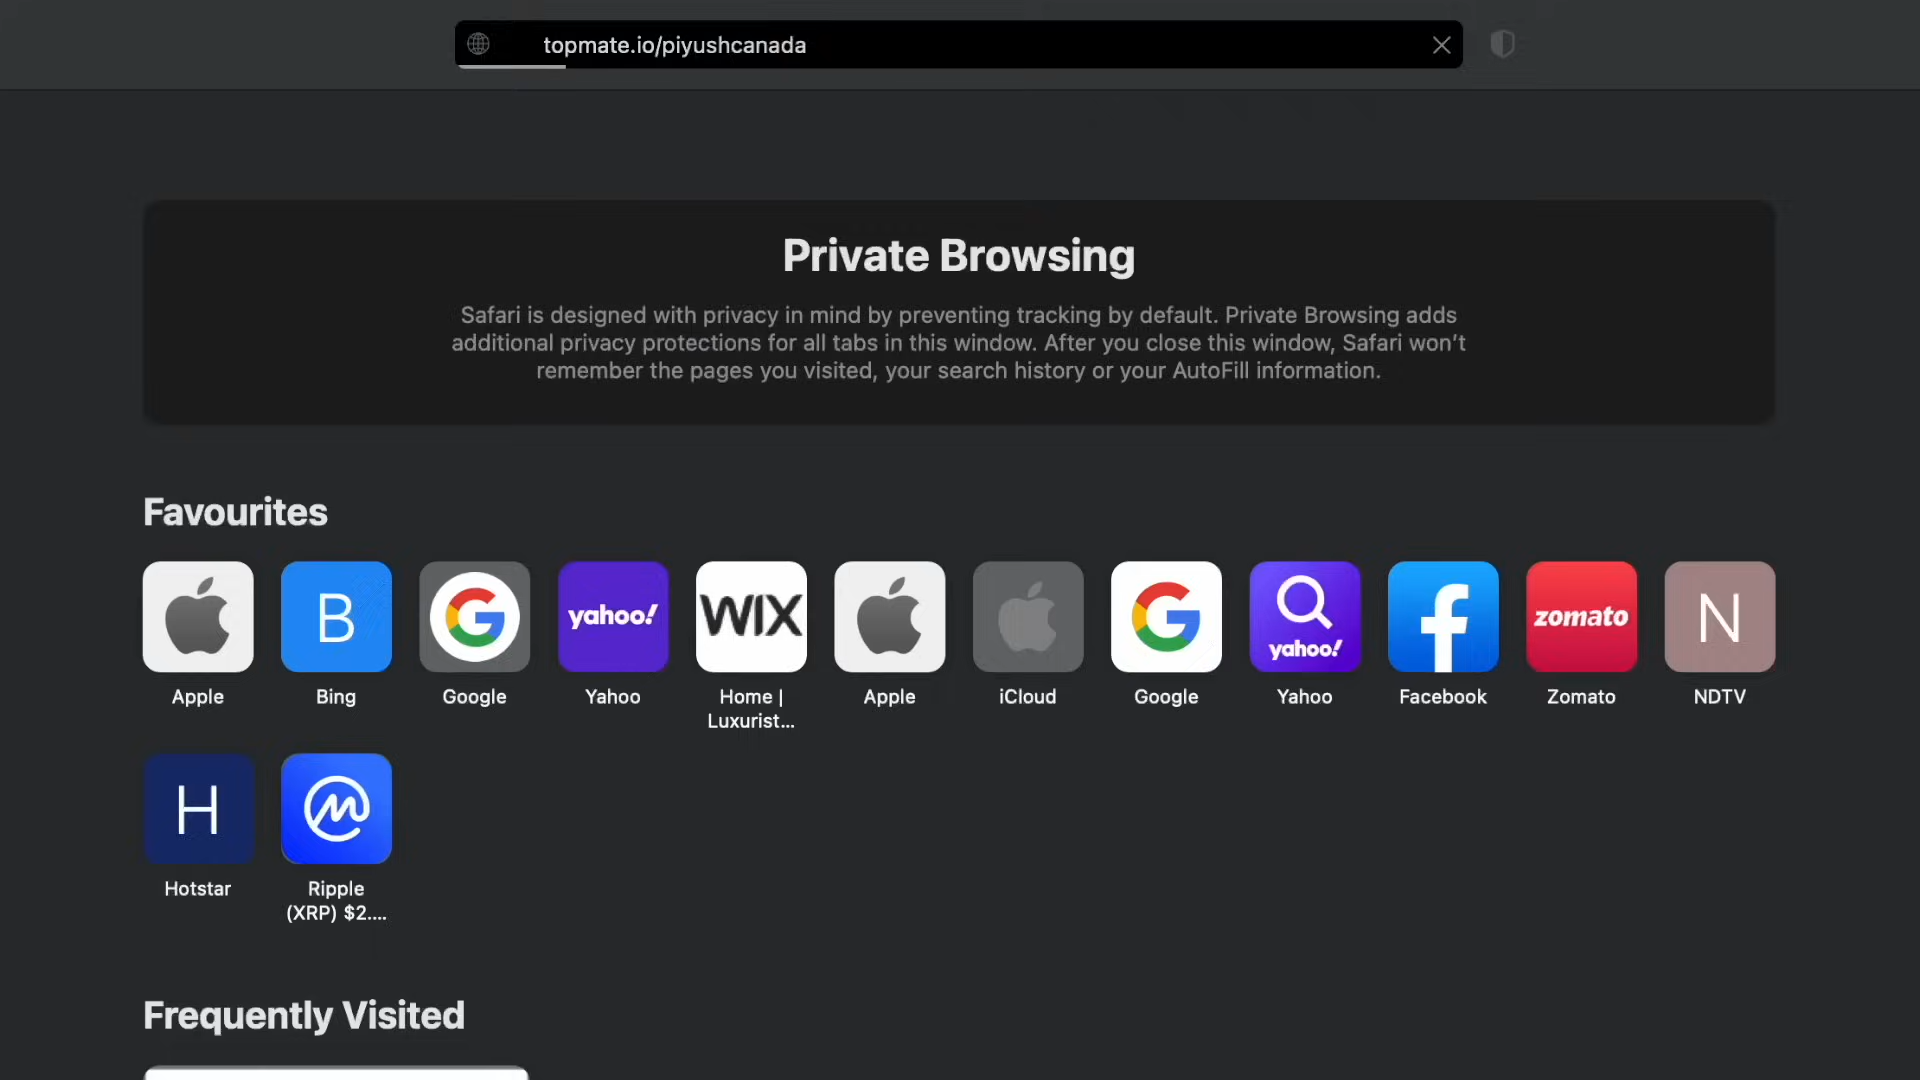 topmate.io/piyushcanada
Private Browsing
Safari is designed with privacy in mind by preventing tracking by default. Private Browsing adds
additional privacy protections for all tabs in this window. After you close this window, Safari won't
remember the pages you visited, your search history or your AutoFill information.
Favourites
B
yahoo!
WIX
yahoo!
zomato
N
Apple
Bing
Google
Yahoo
Home |
Luxurist...
Apple
iCloud
Google
Yahoo
Facebook
Zomato
NDTV
H
Hotstar
Ripple
(XRP) $2....
Frequently Visited